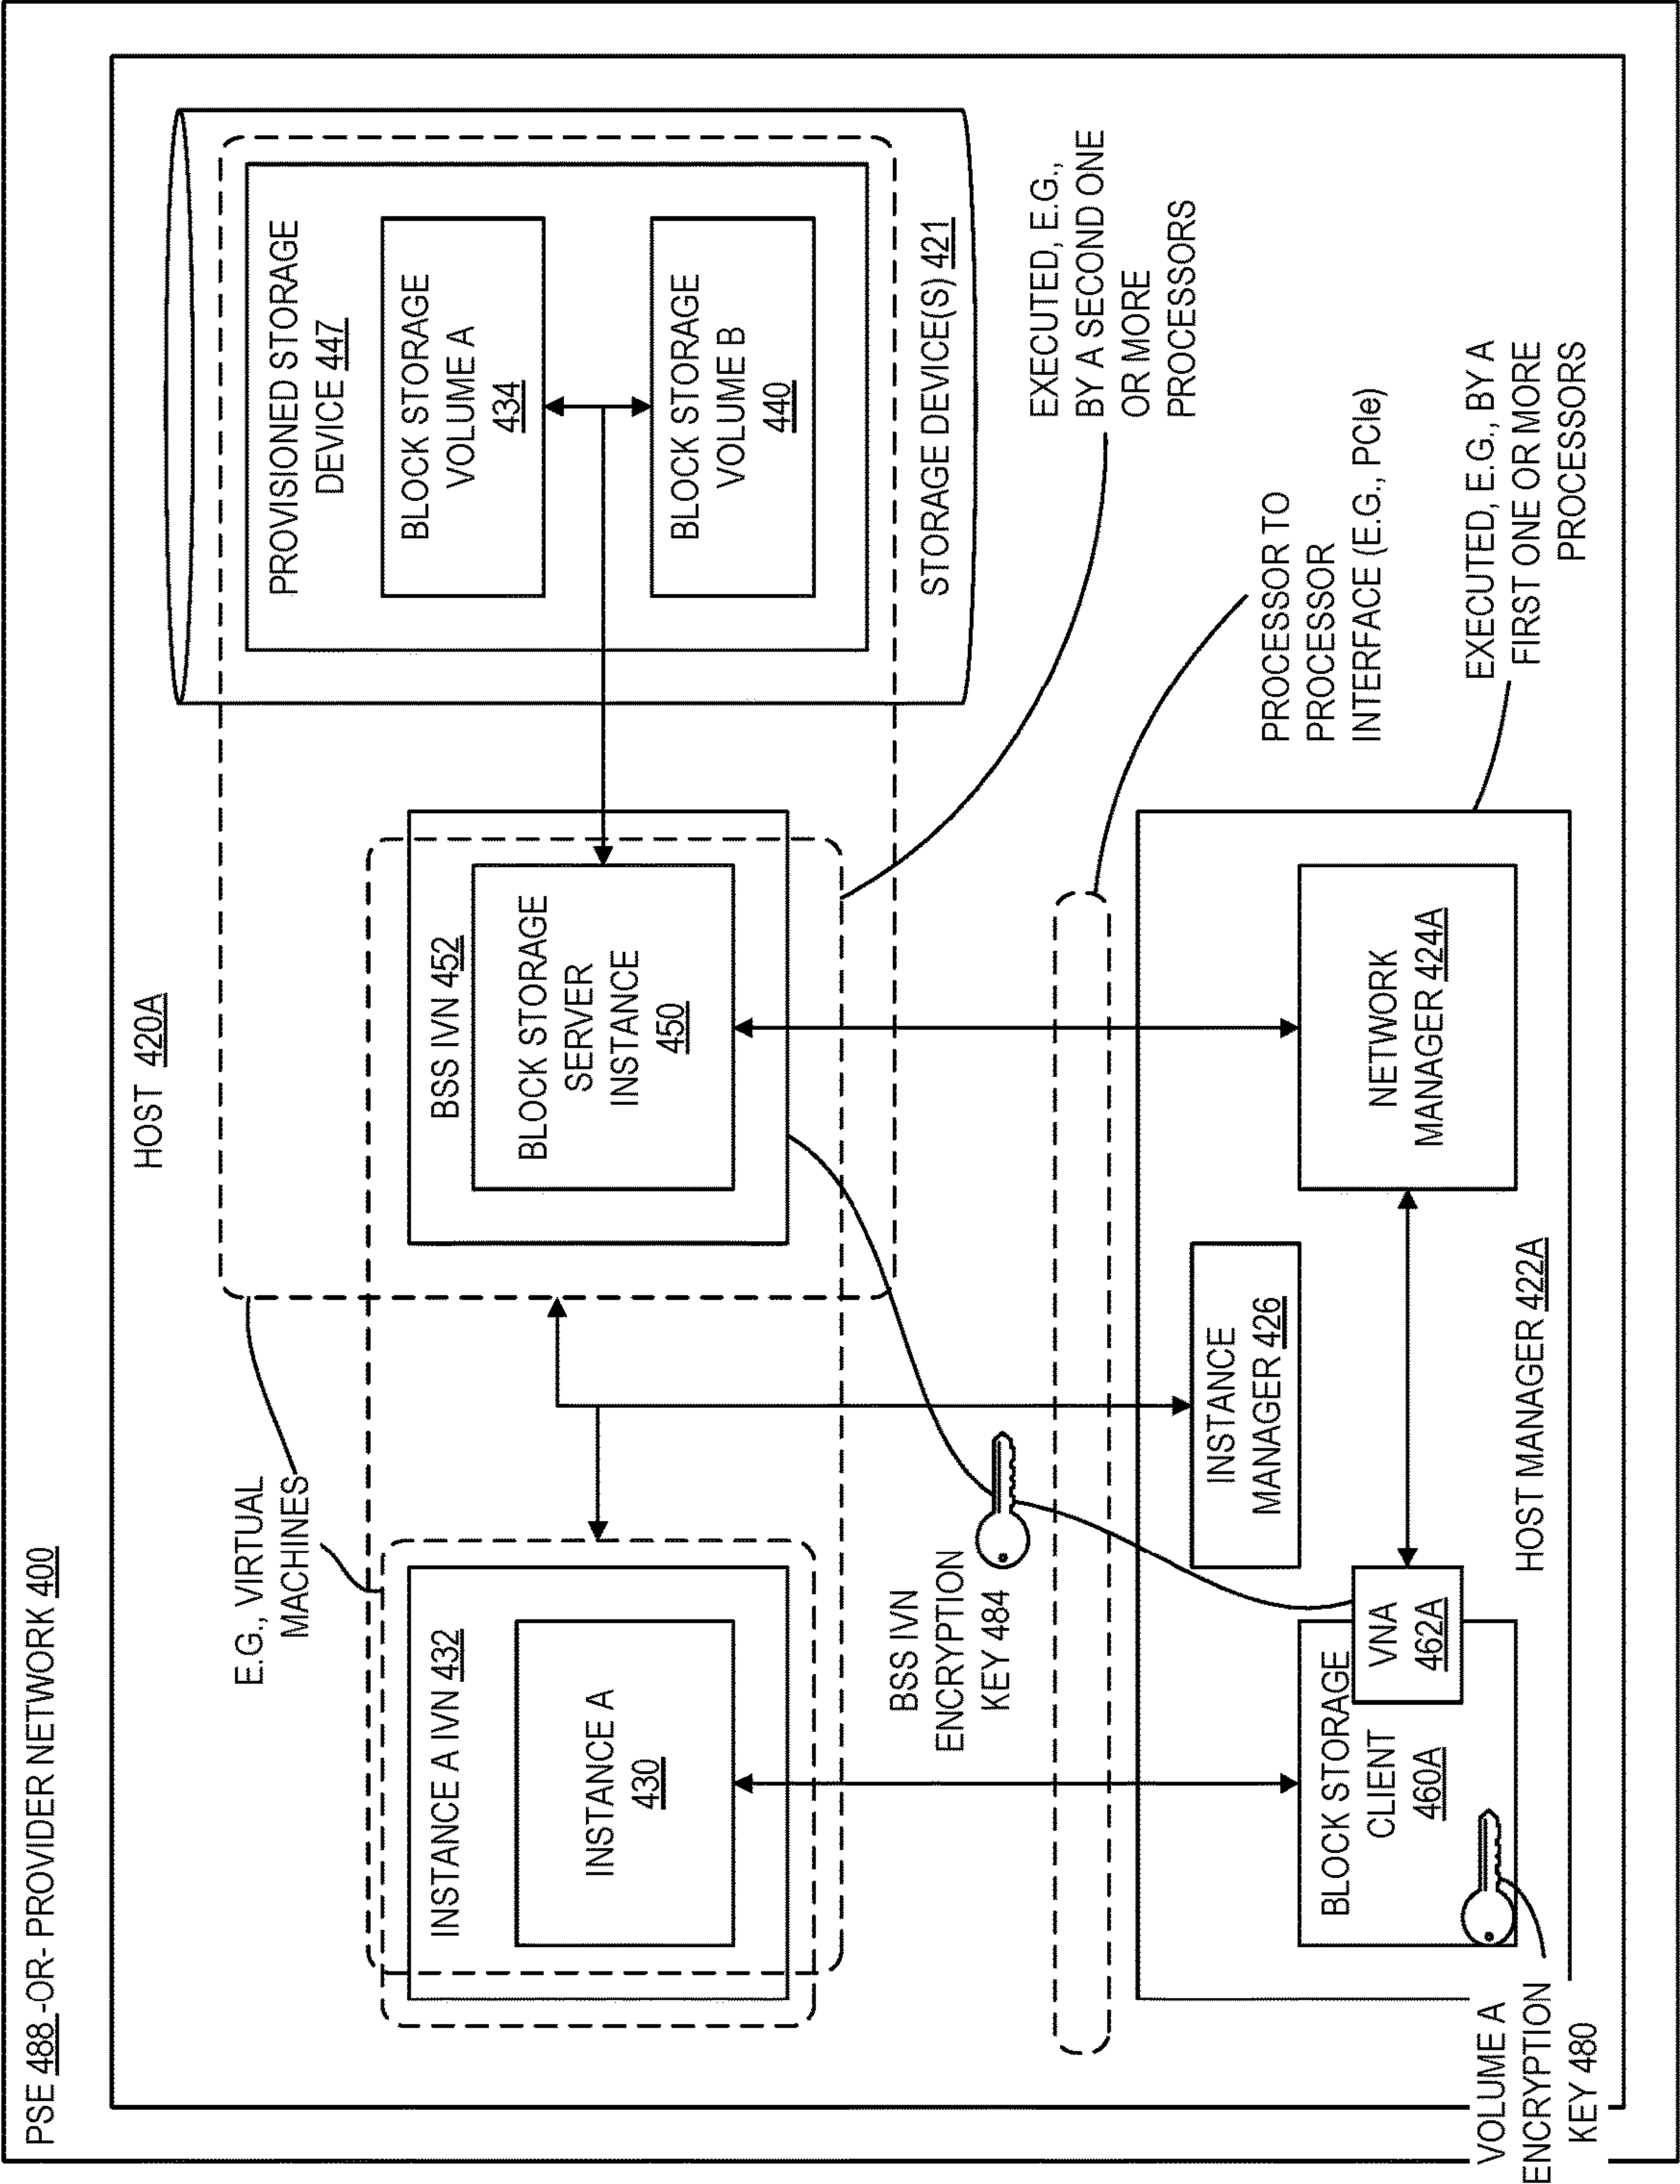 PSE 488 -OR- PROVIDER NETWORK 400
HOST 420A
E.G., VIRTUAL
MACHINES
INSTANCE A IVN 432
INSTANCE A
430
BSS IVN 452
BLOCK STORAGE
SERVER
INSTANCE
450
PROVISIONED STORAGE
DEVICE 447
BLOCK STORAGE
VOLUME A
434
BLOCK STORAGE
VOLUME B
440
STORAGE DEVICE(S) 421
EXECUTED, E.G.,
BY A SECOND ONE
OR MORE
PROCESSORS
BSS IVN
ENCRYPTION
KEY 484
PROCESSOR TO
PROCESSOR
INTERFACE (E.G., PCIe)
INSTANCE
MANAGER 426
BLOCK STORAGE
CLIENT
460A
VNA
462A
NETWORK
MANAGER 424A
HOST MANAGER 422A
EXECUTED, E.G., BY A
FIRST ONE OR MORE
PROCESSORS
VOLUME A
ENCRYPTION
KEY 480